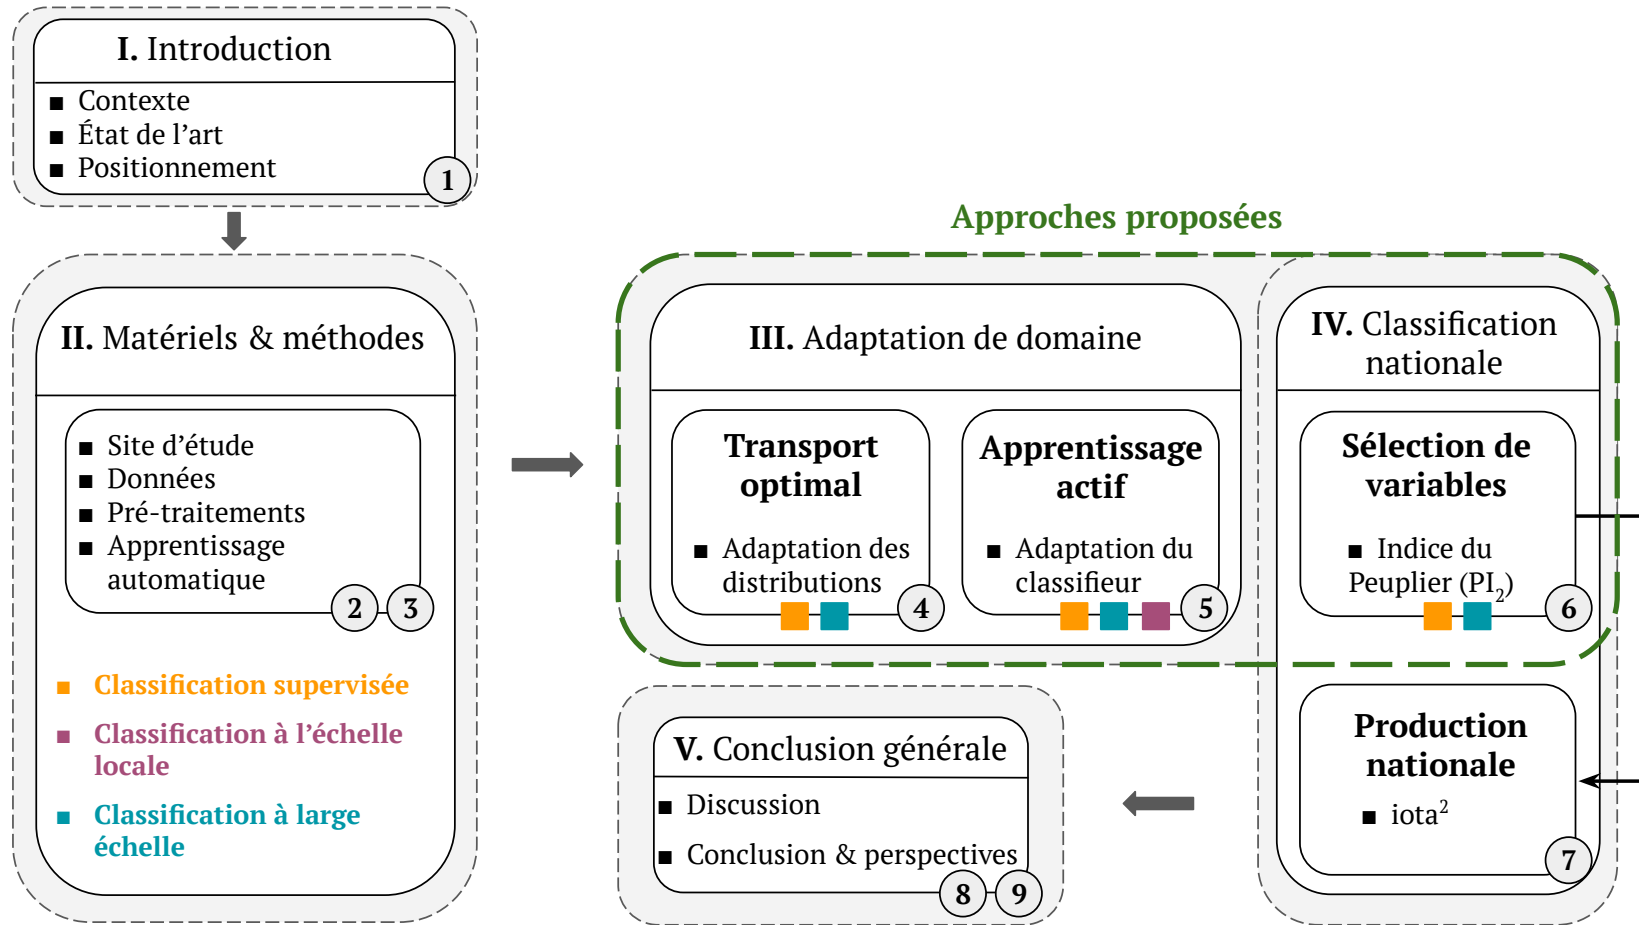 I. Introduction
■ Contexte
■ État de l’art
■ Positionnement
1
II. Matériels & méthodes
■ Site d’étude
■ Données
■ Pré-traitements
■ Apprentissage
automatique
2 3
■ Classification supervisée
■ Classification à l’échelle
locale
■ Classification à large
échelle
Approches proposées
III. Adaptation de domaine
Transport
optimal
■ Adaptation des
distributions
4
Apprentissage
actif
■ Adaptation du
classifieur
5
IV. Classification
nationale
Sélection de
variables
■ Indice du
Peuplier (PI₂)
6
Production
nationale
■ iota²
7
V. Conclusion générale
■ Discussion
■ Conclusion & perspectives
8 9